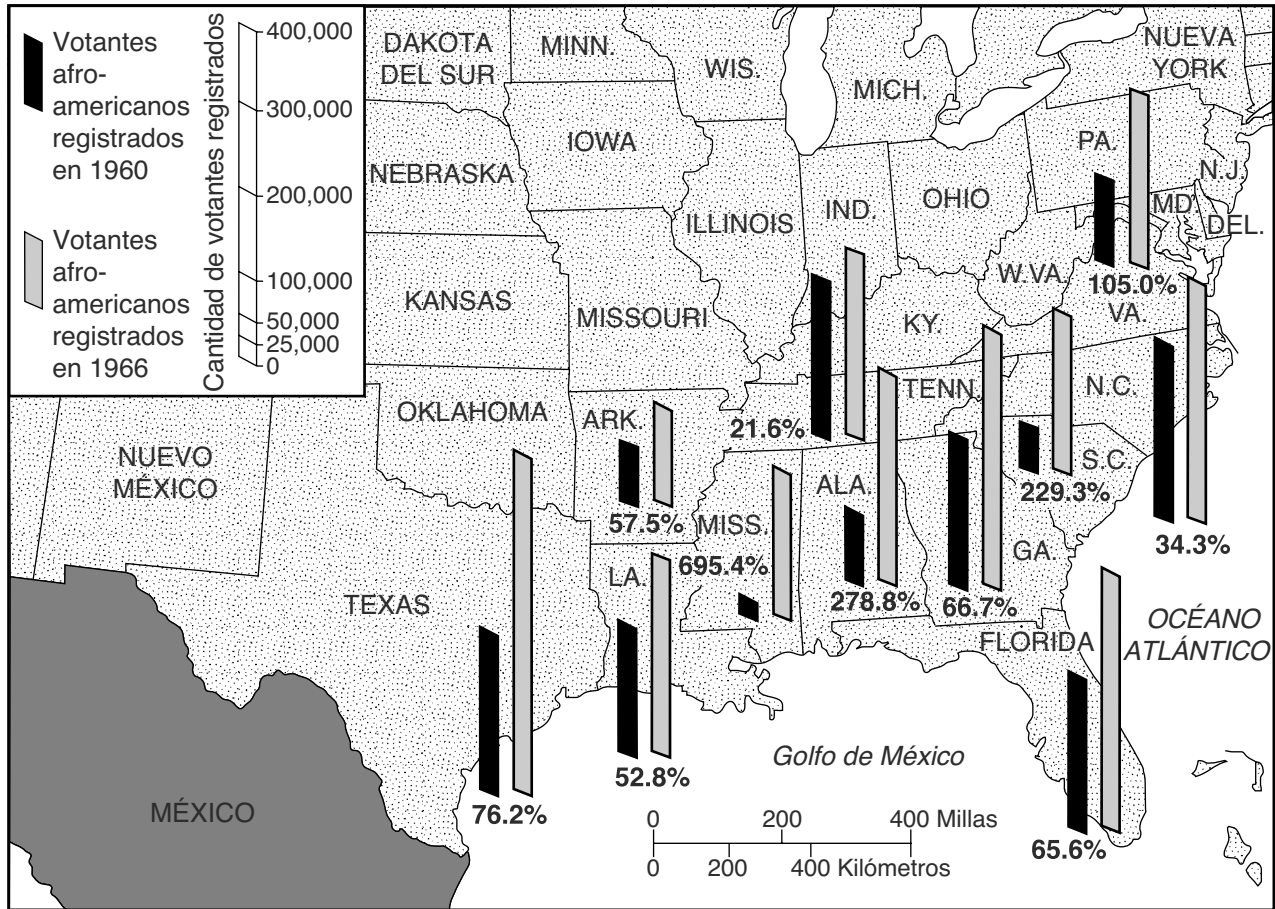 Votantes
afro-
americanos
registrados
en 1960
Votantes
afro-
americanos
registrados
en 1966
Cantidad de votantes registrados
400,000
300,000
200,000
100,000
50,000
25,000
0
DAKOTA
DEL SUR
MINN.
WIS.
MICH.
NUEVA
YORK
IOWA
PA.
NEBRASKA
N.J.
ILLINOIS
IND.
OHIO
MD.
DEL.
W.VA.
105.0%
KANSAS
MISSOURI
KY.
VA.
OKLAHOMA
ARK.
TENN.
N.C.
21.6%
NUEVO
MÉXICO
S.C.
ALA.
229.3%
57.5%
MISS.
34.3%
GA.
695.4%
LA.
278.8%
66.7%
TEXAS
FLORIDA
OCÉANO
ATLÁNTICO
Golfo de México
52.8%
76.2%
MÉXICO
65.6%
0 200 400 Millas
0 200 400 Kilómetros